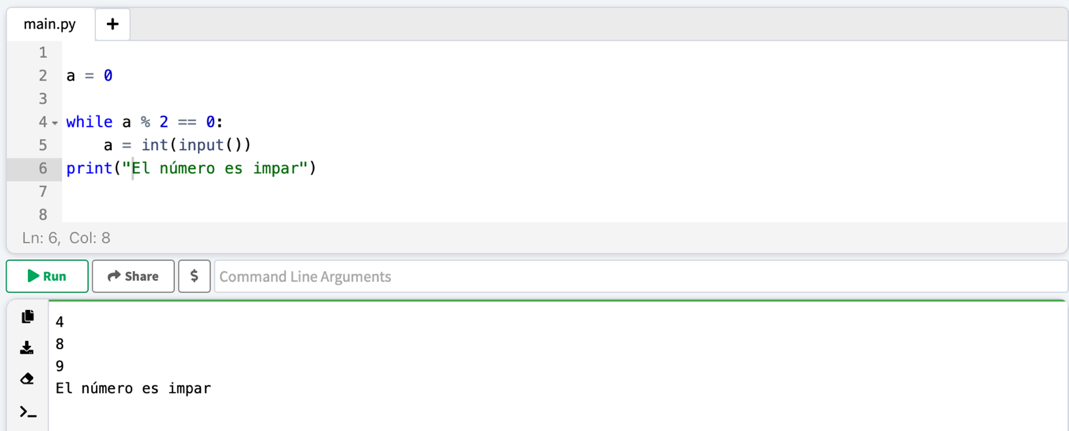 main.py +
1
2 a = 0
3
4 while a % 2 == 0:
5     a = int(input())
6 print("El número es impar")
7
8
Ln: 6, Col: 8
Run Share $ Command Line Arguments
4
8
9
El número es impar